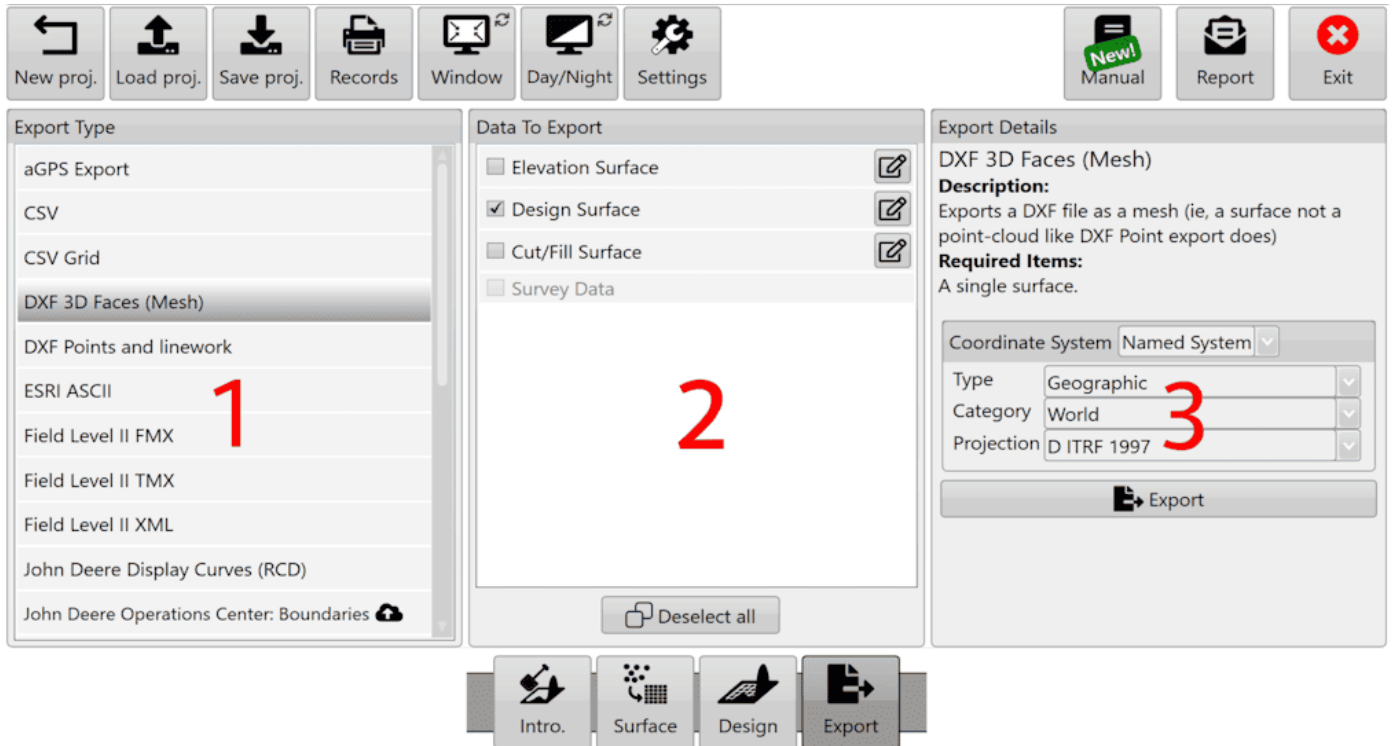 New proj.
Load proj.
Save proj.
Records
Window
Day/Night
Settings
New!
Manual
Report
Exit
Export Type
aGPS Export
CSV
CSV Grid
DXF 3D Faces (Mesh)
DXF Points and linework
ESRI ASCII
Field Level II FMX
Field Level II TMX
Field Level II XML
John Deere Display Curves (RCD)
John Deere Operations Center: Boundaries
1
Data To Export
Elevation Surface
Design Surface
Cut/Fill Surface
Survey Data
2
Deselect all
Export Details
DXF 3D Faces (Mesh)
Description:
Exports a DXF file as a mesh (ie, a surface not a
point-cloud like DXF Point export does)
Required Items:
A single surface.
Coordinate System Named System
Type Geographic
Category World
Projection D ITRF 1997
3
Export
Intro.
Surface
Design
Export